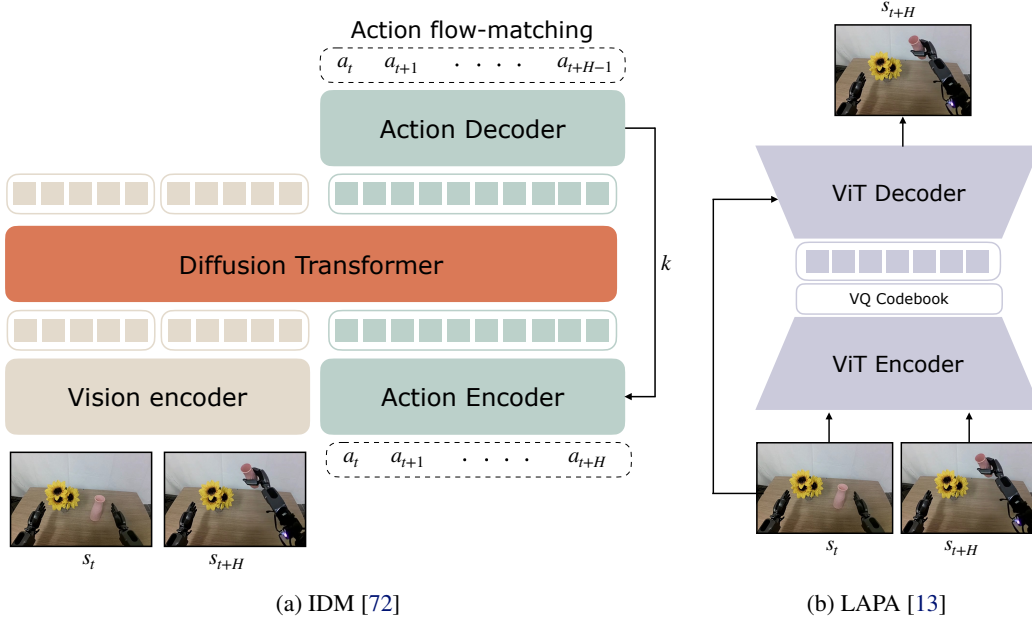 Action flow-matching
a_t a_{t+1} . . . . a_{t+H−1}
Action Decoder
Diffusion Transformer
k
Vision encoder
Action Encoder
a_t a_{t+1} . . . . a_{t+H}
s_t
s_{t+H}
(a) IDM [72]
s_{t+H}
ViT Decoder
VQ Codebook
ViT Encoder
s_t
s_{t+H}
(b) LAPA [13]